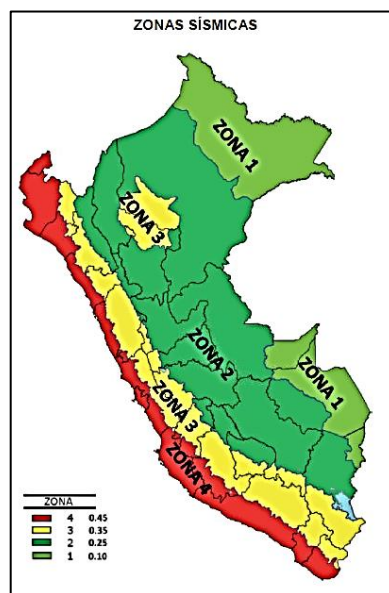 ZONAS SÍSMICAS
ZONA 1
ZONA 3
ZONA 2
ZONA 1
ZONA 3
ZONA 4
ZONA
4 0.45
3 0.35
2 0.25
1 0.10